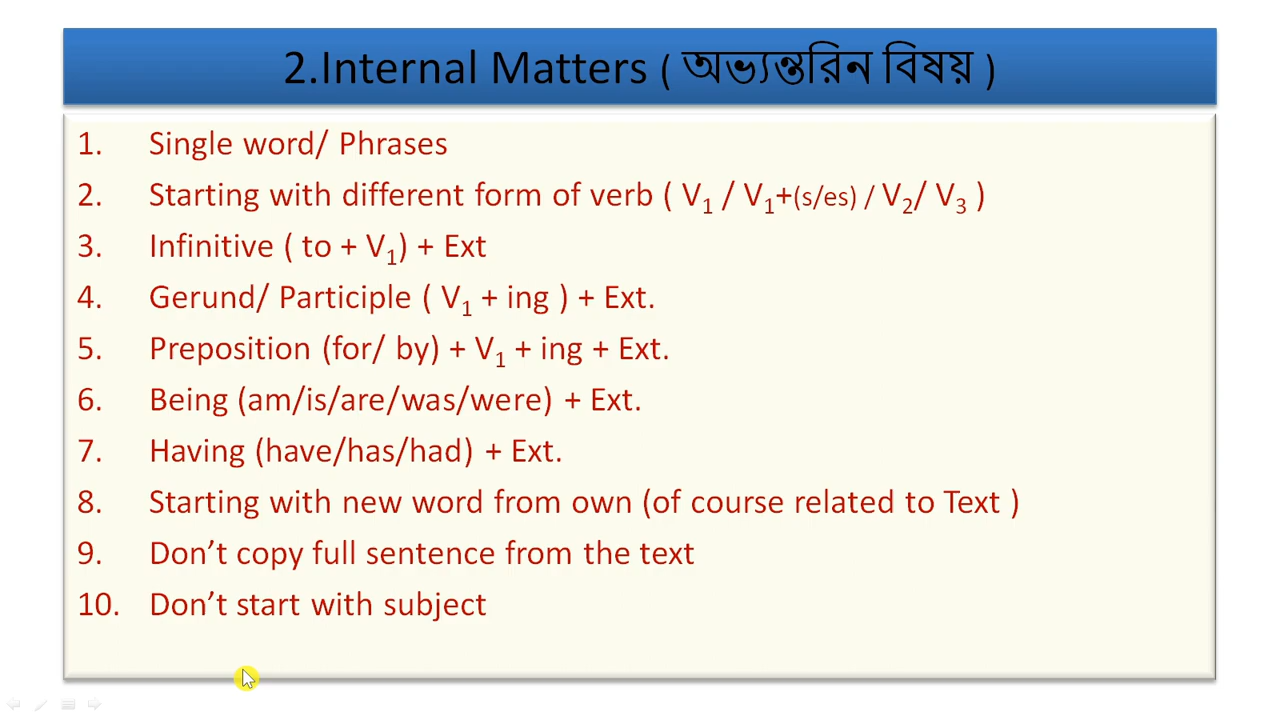 2.Internal Matters ( অভ্যন্তরিন বিষয় )
1. Single word/ Phrases
2. Starting with different form of verb ( V₁ / V₁+(s/es) / V₂/ V₃ )
3. Infinitive ( to + V₁) + Ext
4. Gerund/ Participle ( V₁ + ing ) + Ext.
5. Preposition (for/ by) + V₁ + ing + Ext.
6. Being (am/is/are/was/were) + Ext.
7. Having (have/has/had) + Ext.
8. Starting with new word from own (of course related to Text )
9. Don’t copy full sentence from the text
10. Don’t start with subject